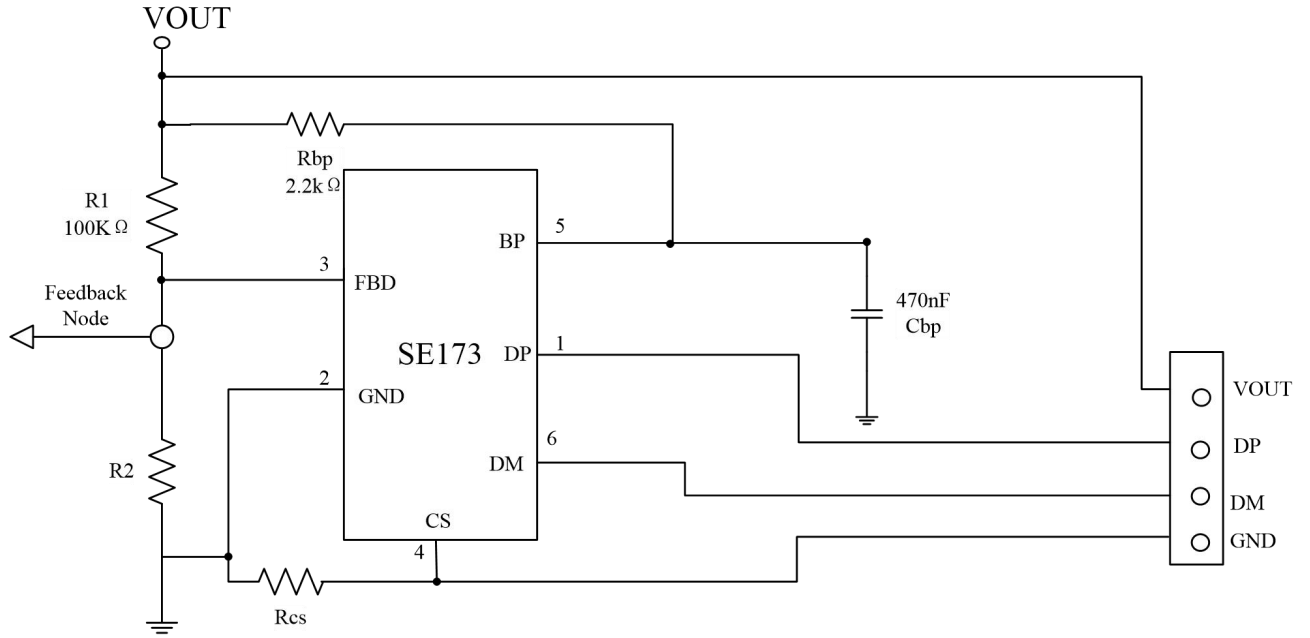 VOUT
Rbp
2.2k Ω
R1
100K Ω
5
BP
3
FBD
Feedback
Node
470nF
Cbp
SE173
DP
1
2
GND
VOUT
6
DP
DM
R2
DM
CS
4
GND
Rcs